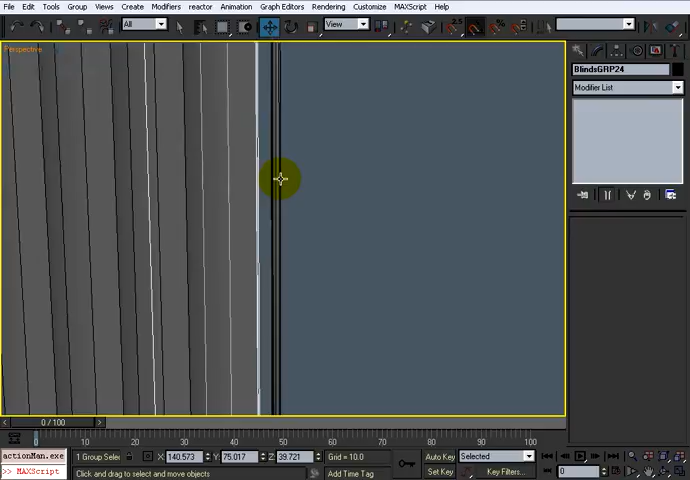 File Edit Tools Group Views Create Modifiers reactor Animation Graph Editors Rendering Customize MAXScript Help
All View 2.5
Perspective
BlindsGRP24
Modifier List
0 / 100
0 10 20 30 40 50 60 70 80 90 100
actionMan.exe 1 Group Selec X: 140.573 Y: 75.017 Z: 39.721 Grid = 10.0 Auto Key Selected
>> MAXScript Click and drag to select and move objects Add Time Tag Set Key Key Filters... 0